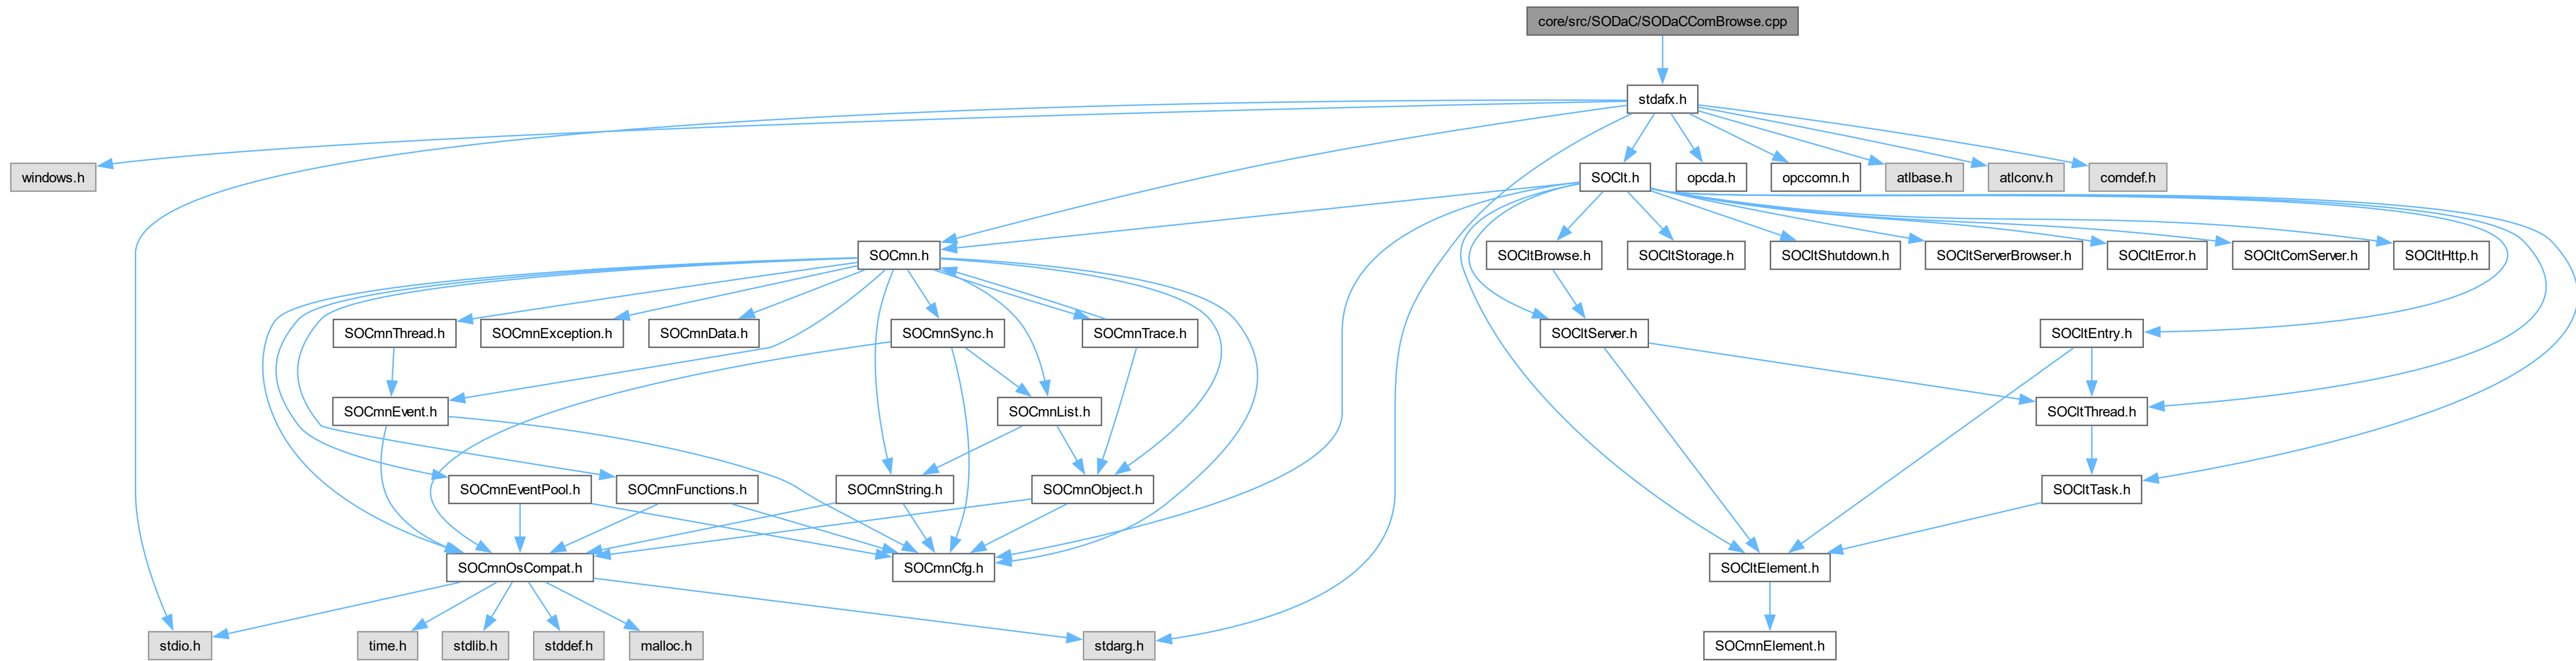 core/src/SODaC/SODaCComBrowse.cpp
stdafx.h
windows.h
SOClt.h
opcda.h
opccomn.h
atlbase.h
atlconv.h
comdef.h
SOCmn.h
SOCltBrowse.h
SOCltStorage.h
SOCltShutdown.h
SOCltServerBrowser.h
SOCltError.h
SOCltComServer.h
SOCltHttp.h
SOCmnThread.h
SOCmnException.h
SOCmnData.h
SOCmnSync.h
SOCmnTrace.h
SOCltServer.h
SOCltEntry.h
SOCmnEvent.h
SOCmnList.h
SOCltThread.h
SOCmnEventPool.h
SOCmnFunctions.h
SOCmnString.h
SOCmnObject.h
SOCltTask.h
SOCmnOsCompat.h
SOCmnCfg.h
SOCltElement.h
stdio.h
time.h
stdlib.h
stddef.h
malloc.h
stdarg.h
SOCmnElement.h